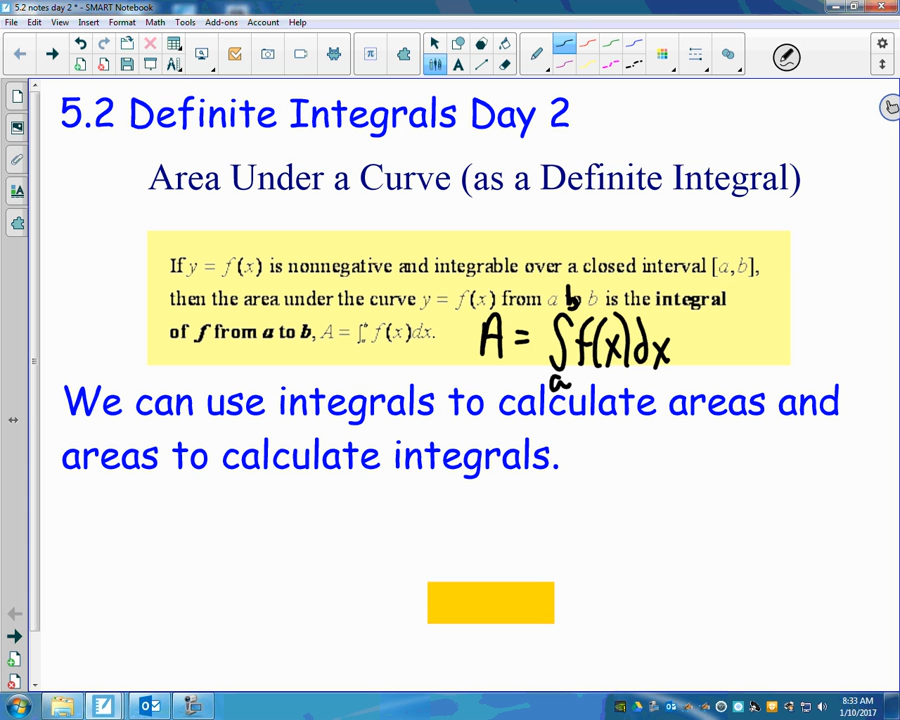 5.2 notes day 2 * - SMART Notebook
File Edit View Insert Format Math Tools Add-ons Account Help
5.2 Definite Integrals Day 2
Area Under a Curve (as a Definite Integral)
If y = f(x) is nonnegative and integrable over a closed interval [a,b],
then the area under the curve y = f(x) from a to b is the integral
of f from a to b, A = ∫ₐᵇ f(x)dx.
A = ∫ₐᵇ f(x)dx
We can use integrals to calculate areas and
areas to calculate integrals.
8:33 AM
1/10/2017